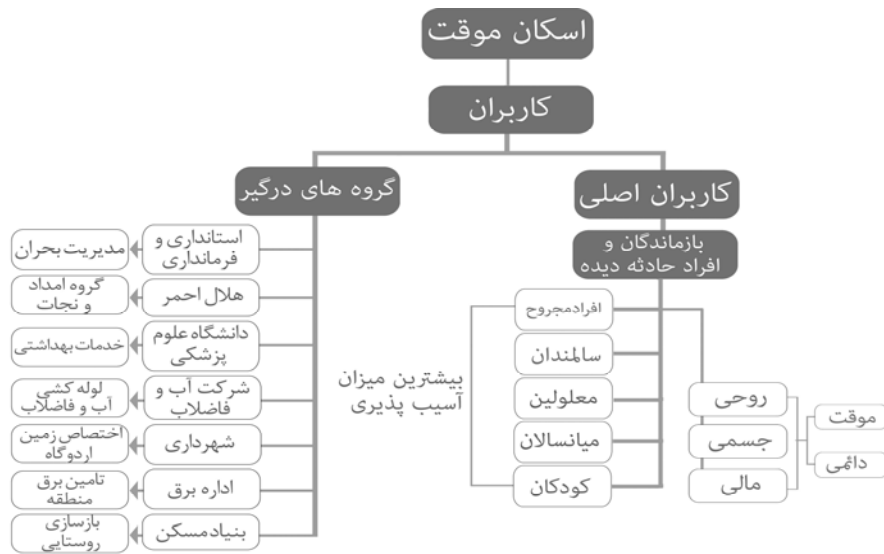 اسکان موقت
کاربران
کاربران اصلی
بازماندگان و
افراد حادثه دیده
افراد مجروح
سالمندان
معلولین
میانسالان
کودکان
بیشترین میزان
آسیب پذیری
روحی
جسمی
مالی
موقت
دائمی
گروه های درگیر
استانداری و
فرمانداری
مدیریت بحران
هلال احمر
گروه امداد
و نجات
دانشگاه علوم
پزشکی
خدمات بهداشتی
شرکت آب و
فاضلاب
لوله کشی
آب و فاضلاب
شهرداری
اختصاص زمین
اردوگاه
اداره برق
تامین برق
منطقه
بنیاد مسکن
بازسازی
روستایی